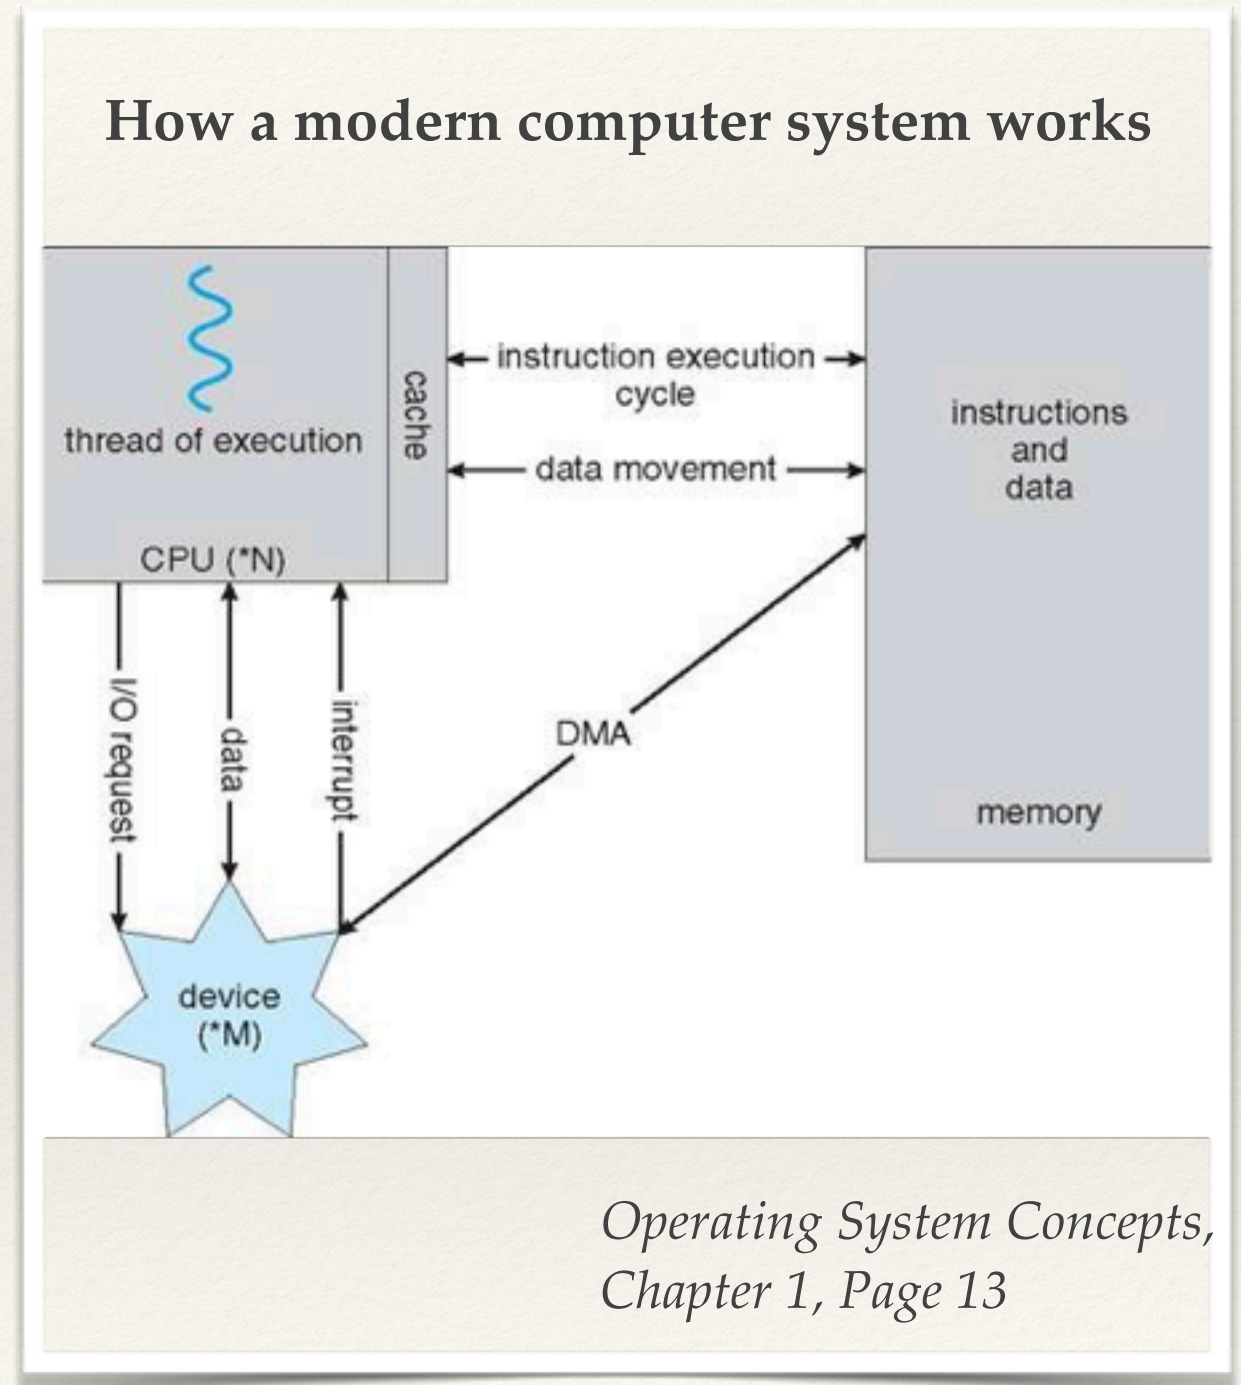 How a modern computer system works
thread of execution
cache
CPU (*N)
instruction execution
cycle
data movement
instructions
and
data
memory
I/O request
data
interrupt
DMA
device
(*M)
Operating System Concepts,
Chapter 1, Page 13